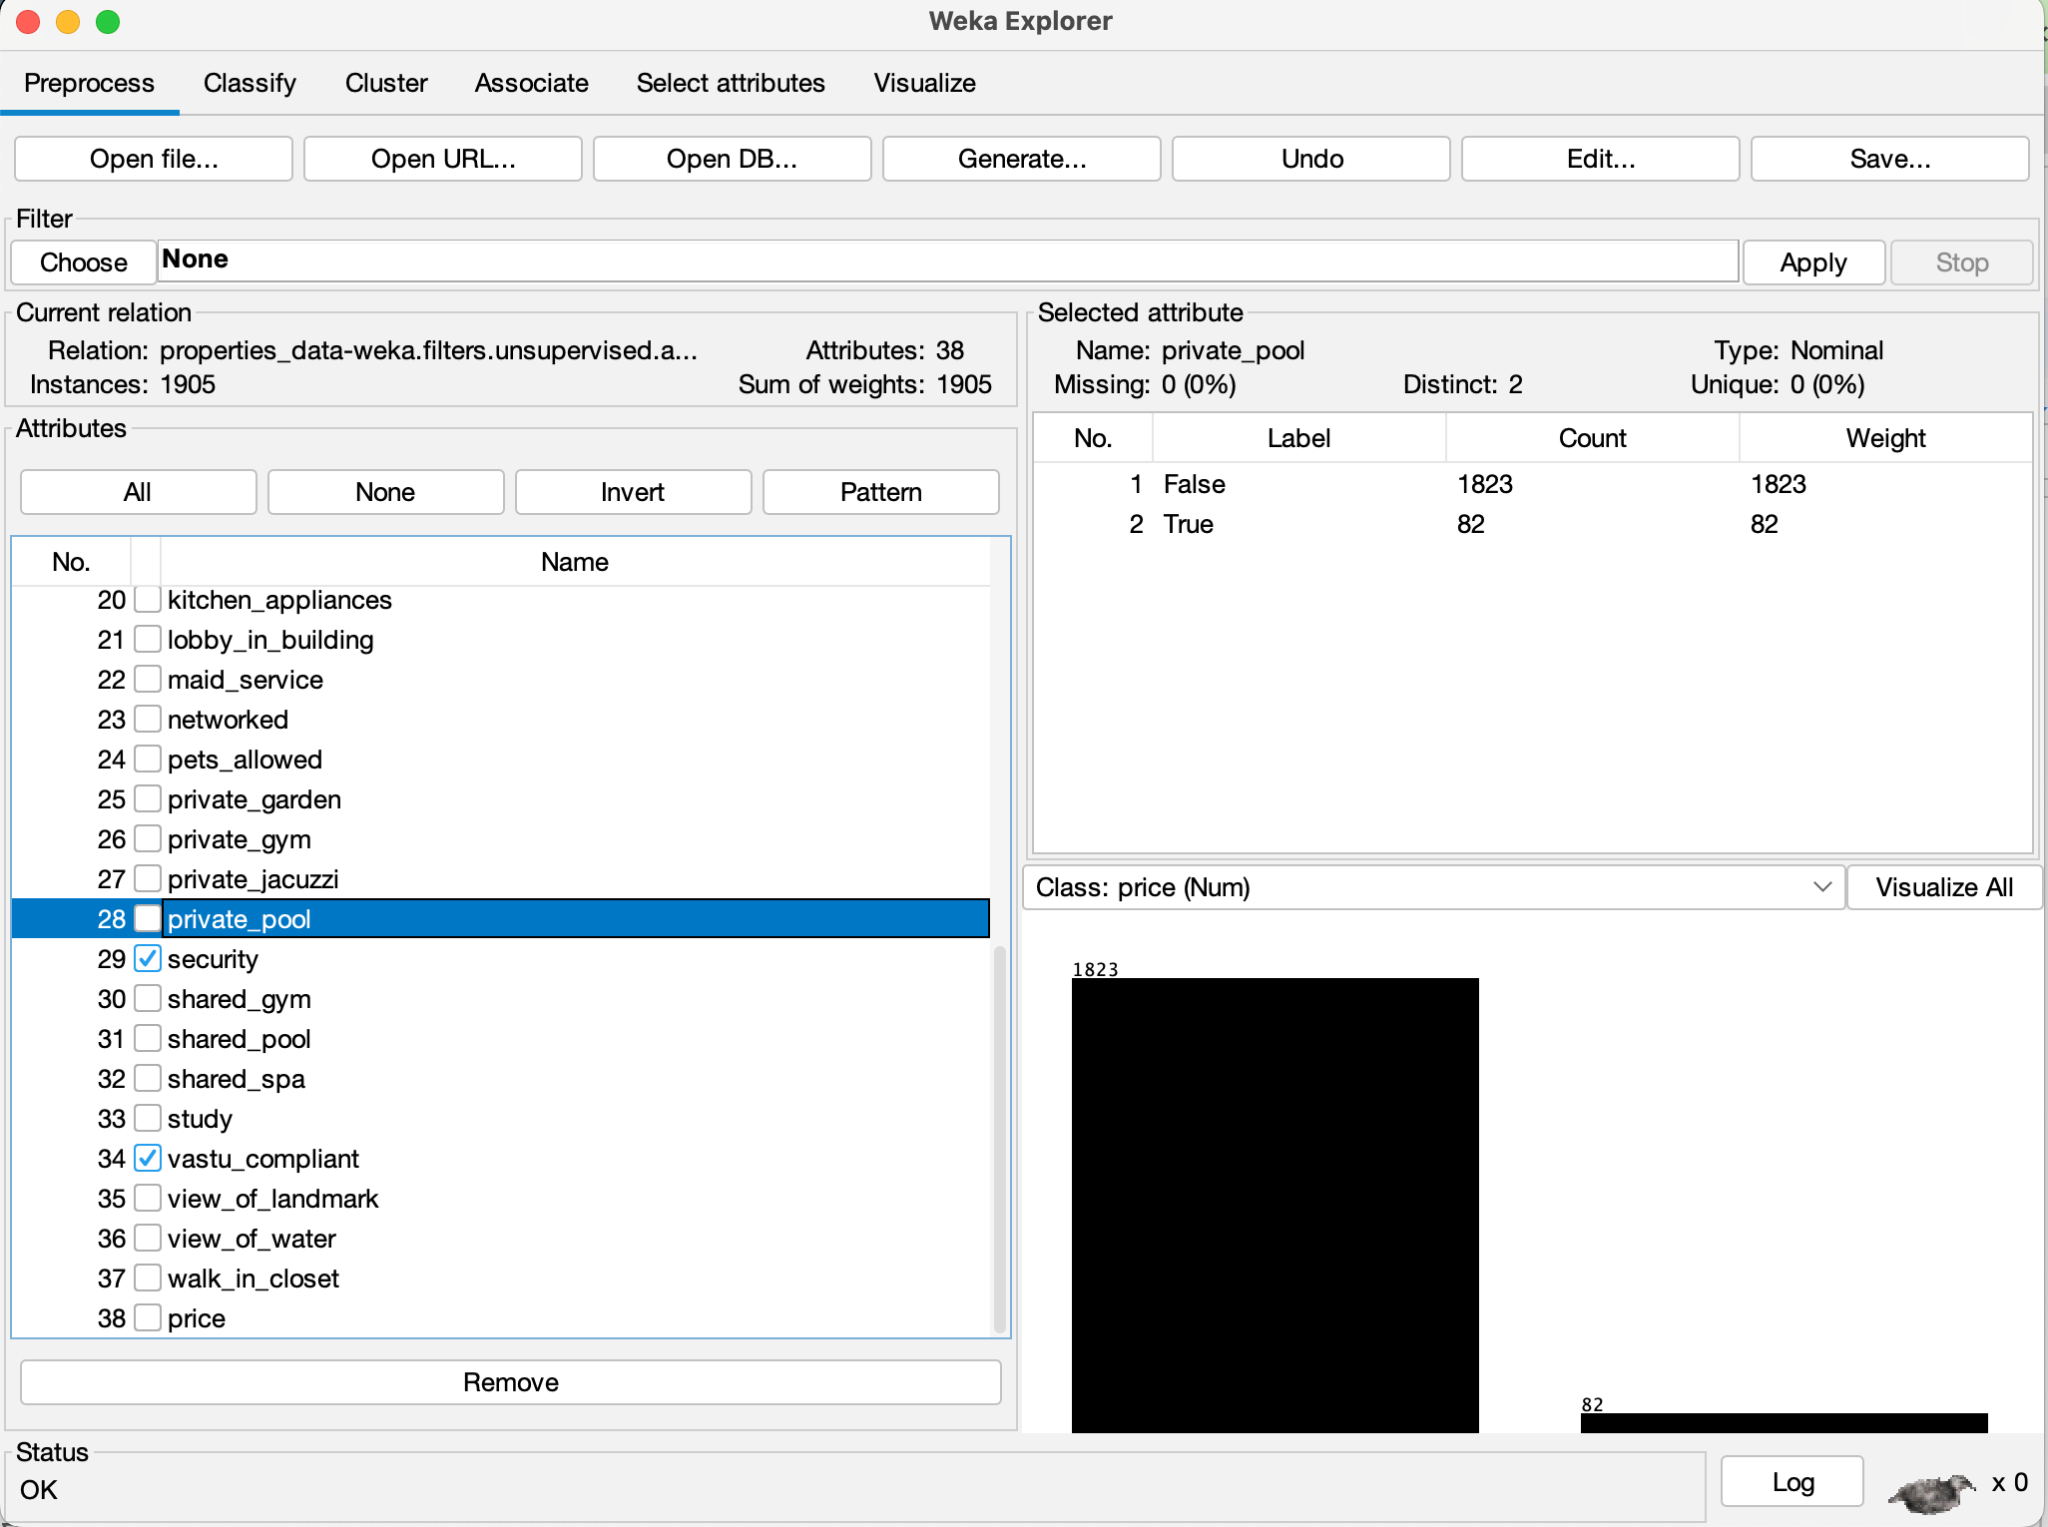 Weka Explorer
Preprocess Classify Cluster Associate Select attributes Visualize
Open file... Open URL... Open DB... Generate... Undo Edit... Save...
Filter
Choose None Apply Stop
Current relation
Relation: properties_data-weka.filters.unsupervised.a... Attributes: 38
Instances: 1905 Sum of weights: 1905
Attributes
All None Invert Pattern
No. Name
20 kitchen_appliances
21 lobby_in_building
22 maid_service
23 networked
24 pets_allowed
25 private_garden
26 private_gym
27 private_jacuzzi
28 private_pool
29 security
30 shared_gym
31 shared_pool
32 shared_spa
33 study
34 vastu_compliant
35 view_of_landmark
36 view_of_water
37 walk_in_closet
38 price
Remove
Selected attribute
Name: private_pool Type: Nominal
Missing: 0 (0%) Distinct: 2 Unique: 0 (0%)
No. Label Count Weight
1 False 1823 1823
2 True 82 82
Class: price (Num) Visualize All
1823
82
Status
OK
Log x 0